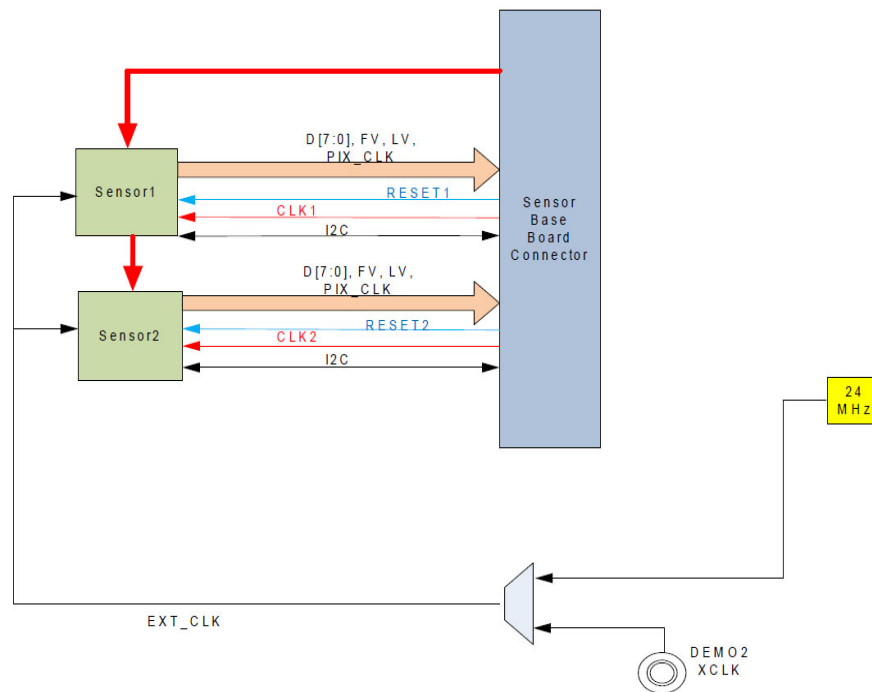 D[7:0], FV, LV,
PIX_CLK
Sensor1
RESET1
CLK1
I2C
Sensor
Base
Board
Connector
D[7:0], FV, LV,
PIX_CLK
Sensor2
RESET2
CLK2
I2C
24
MHz
EXT_CLK
DEMO2
XCLK